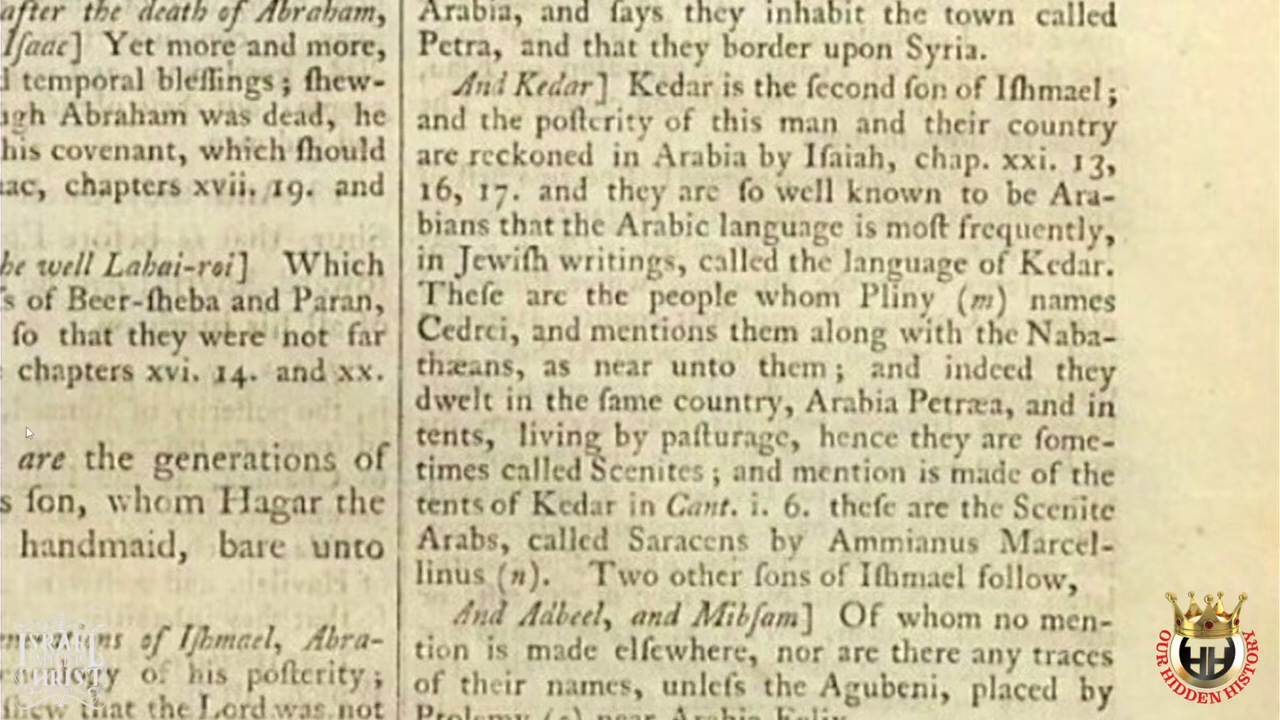 after the death of Abraham,
Iſaac] Yet more and more,
temporal bleſſings; ſhew-
Abraham was dead, he
his covenant, which ſhould
chapters xvii. 19. and
the well Lahai-roi] Which
of Beer-ſheba and Paran,
ſo that they were not far
chapters xvi. 14. and xx.
are the generations of
ſon, whom Hagar the
handmaid, bare unto
of Iſhmael, Abra-
of his poſterity;
that the Lord was not
Arabia, and ſays they inhabit the town called
Petra, and that they border upon Syria.
And Kedar] Kedar is the ſecond ſon of Iſhmael;
and the poſterity of this man and their country
are reckoned in Arabia by Iſaiah, chap. xxi. 13,
16, 17. and they are ſo well known to be Ara-
bians that the Arabic language is moſt frequently,
in Jewiſh writings, called the language of Kedar.
Theſe are the people whom Pliny (m) names
Cedrei, and mentions them along with the Naba-
thæans, as near unto them; and indeed they
dwelt in the ſame country, Arabia Petræa, and in
tents, living by paſturage, hence they are ſome-
times called Scenites; and mention is made of the
tents of Kedar in Cant. i. 6. theſe are the Scenite
Arabs, called Saracens by Ammianus Marcel-
linus (n). Two other ſons of Iſhmael follow,
And Adbeel, and Mibſam] Of whom no men-
tion is made elſewhere, nor are there any traces
of their names, unleſs the Agubeni, placed by
OUR HIDDEN HISTORY
HH